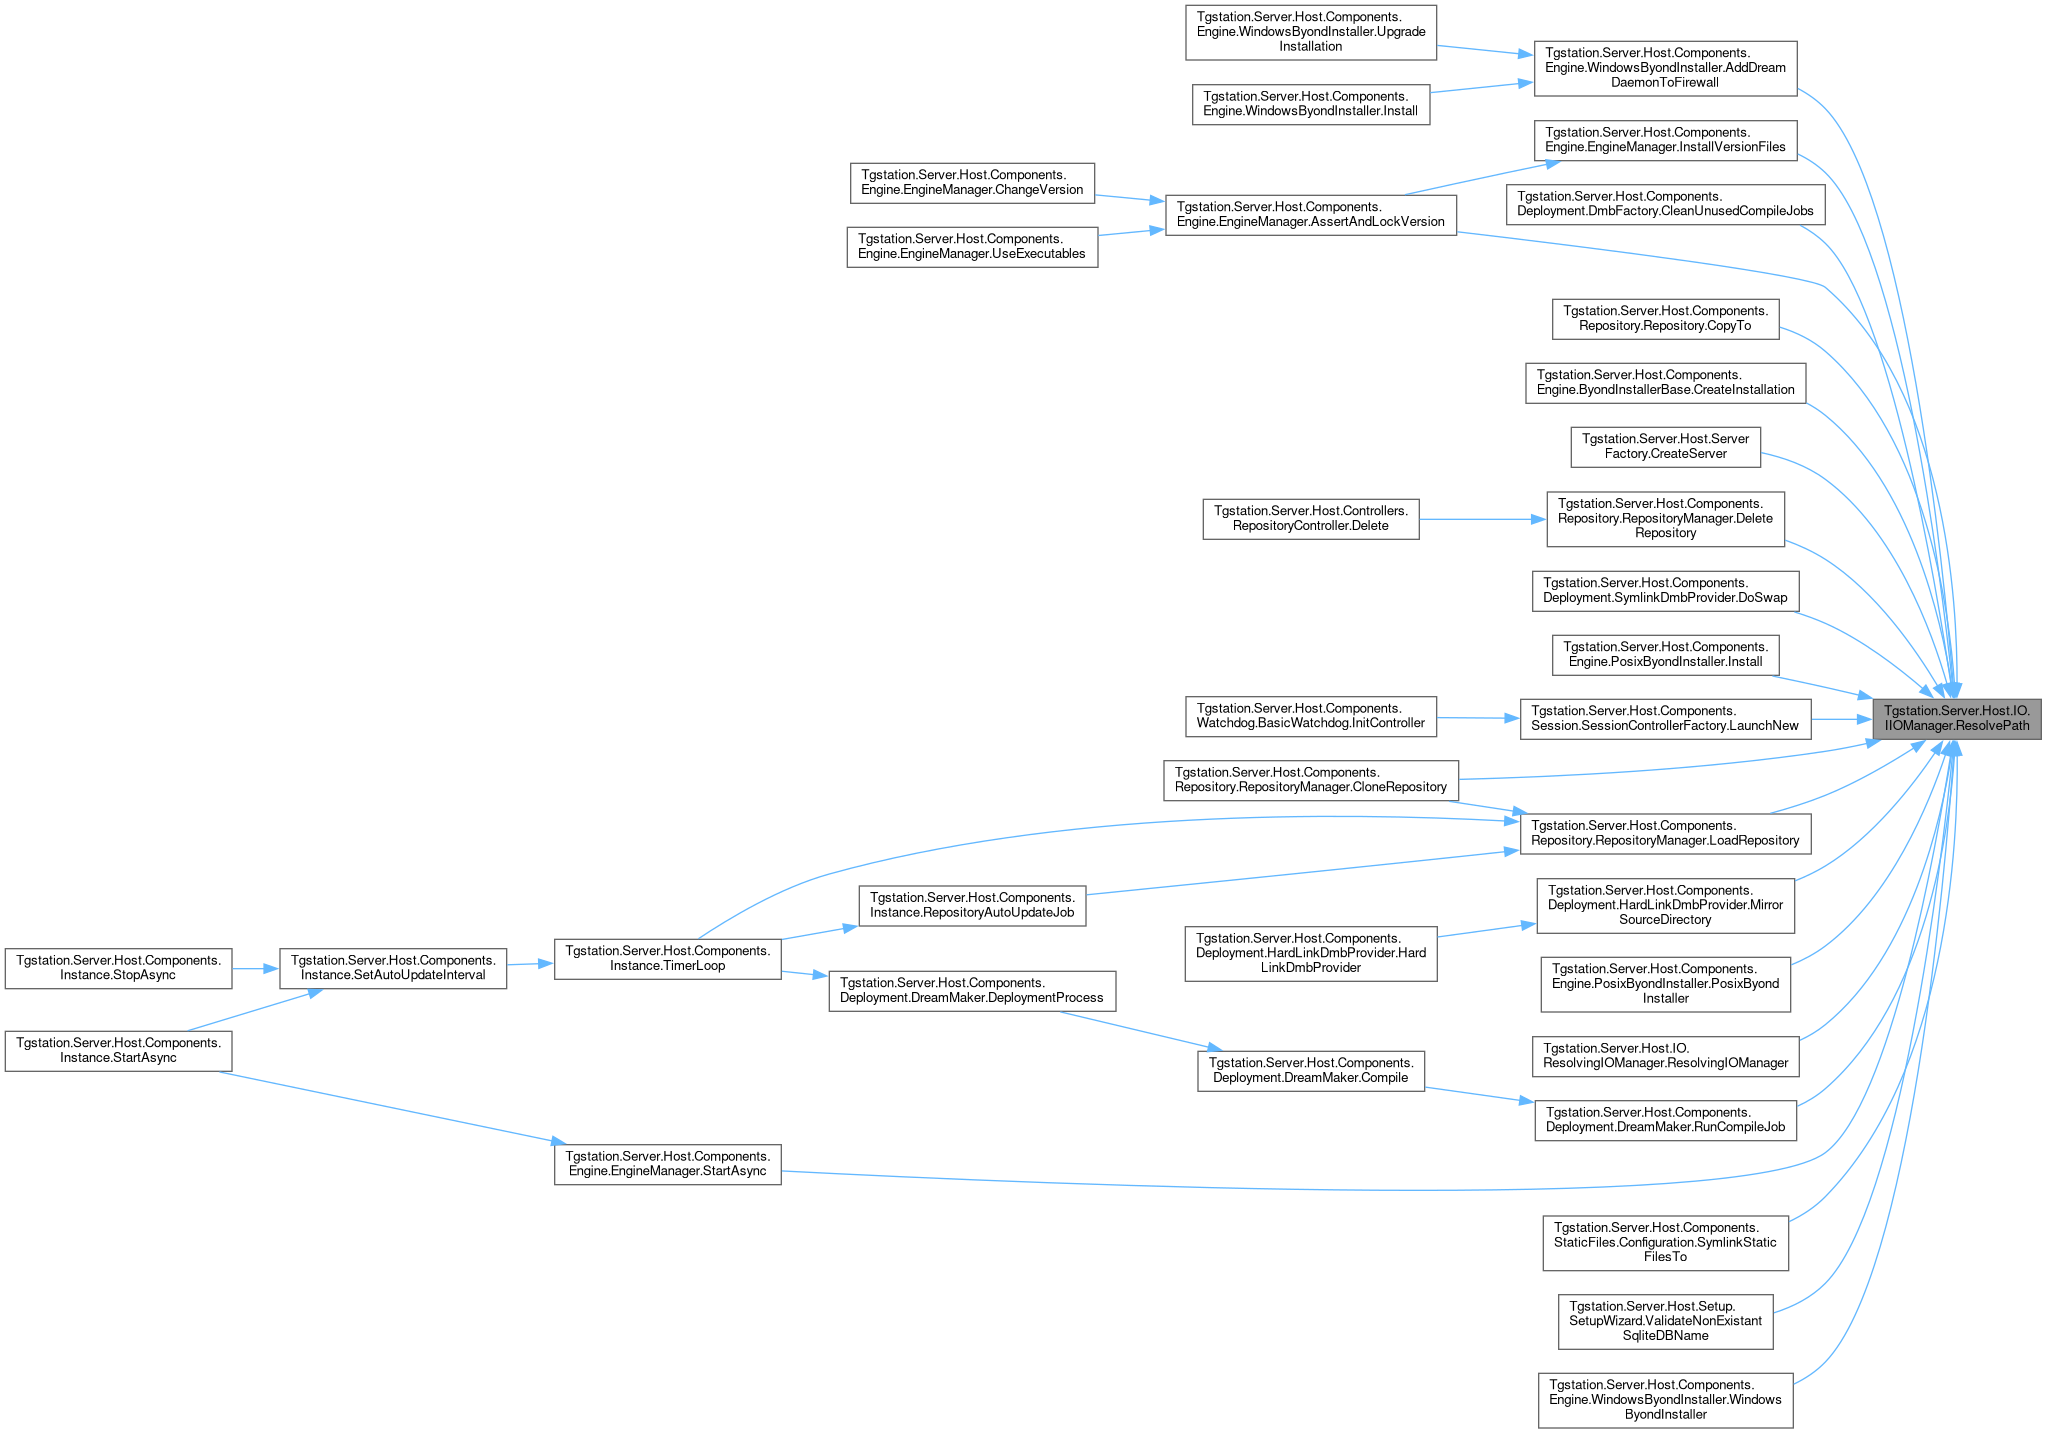 Tgstation.Server.Host.Components.
Engine.WindowsByondInstaller.Upgrade
Installation
Tgstation.Server.Host.Components.
Engine.WindowsByondInstaller.AddDream
DaemonToFirewall
Tgstation.Server.Host.Components.
Engine.WindowsByondInstaller.Install
Tgstation.Server.Host.Components.
Engine.EngineManager.InstallVersionFiles
Tgstation.Server.Host.Components.
Engine.EngineManager.ChangeVersion
Tgstation.Server.Host.Components.
Engine.EngineManager.AssertAndLockVersion
Tgstation.Server.Host.Components.
Deployment.DmbFactory.CleanUnusedCompileJobs
Tgstation.Server.Host.Components.
Engine.EngineManager.UseExecutables
Tgstation.Server.Host.Components.
Repository.Repository.CopyTo
Tgstation.Server.Host.Components.
Engine.ByondInstallerBase.CreateInstallation
Tgstation.Server.Host.Server
Factory.CreateServer
Tgstation.Server.Host.Controllers.
RepositoryController.Delete
Tgstation.Server.Host.Components.
Repository.RepositoryManager.Delete
Repository
Tgstation.Server.Host.Components.
Deployment.SymlinkDmbProvider.DoSwap
Tgstation.Server.Host.Components.
Engine.PosixByondInstaller.Install
Tgstation.Server.Host.Components.
Watchdog.BasicWatchdog.InitController
Tgstation.Server.Host.Components.
Session.SessionControllerFactory.LaunchNew
Tgstation.Server.Host.IO.
IIOManager.ResolvePath
Tgstation.Server.Host.Components.
Repository.RepositoryManager.CloneRepository
Tgstation.Server.Host.Components.
Repository.RepositoryManager.LoadRepository
Tgstation.Server.Host.Components.
Instance.RepositoryAutoUpdateJob
Tgstation.Server.Host.Components.
Deployment.HardLinkDmbProvider.Mirror
SourceDirectory
Tgstation.Server.Host.Components.
Deployment.HardLinkDmbProvider.Hard
LinkDmbProvider
Tgstation.Server.Host.Components.
Instance.StopAsync
Tgstation.Server.Host.Components.
Instance.SetAutoUpdateInterval
Tgstation.Server.Host.Components.
Instance.TimerLoop
Tgstation.Server.Host.Components.
Deployment.DreamMaker.DeploymentProcess
Tgstation.Server.Host.Components.
Engine.PosixByondInstaller.PosixByond
Installer
Tgstation.Server.Host.Components.
Instance.StartAsync
Tgstation.Server.Host.IO.
ResolvingIOManager.ResolvingIOManager
Tgstation.Server.Host.Components.
Deployment.DreamMaker.Compile
Tgstation.Server.Host.Components.
Deployment.DreamMaker.RunCompileJob
Tgstation.Server.Host.Components.
Engine.EngineManager.StartAsync
Tgstation.Server.Host.Components.
StaticFiles.Configuration.SymlinkStatic
FilesTo
Tgstation.Server.Host.Setup.
SetupWizard.ValidateNonExistant
SqliteDBName
Tgstation.Server.Host.Components.
Engine.WindowsByondInstaller.Windows
ByondInstaller